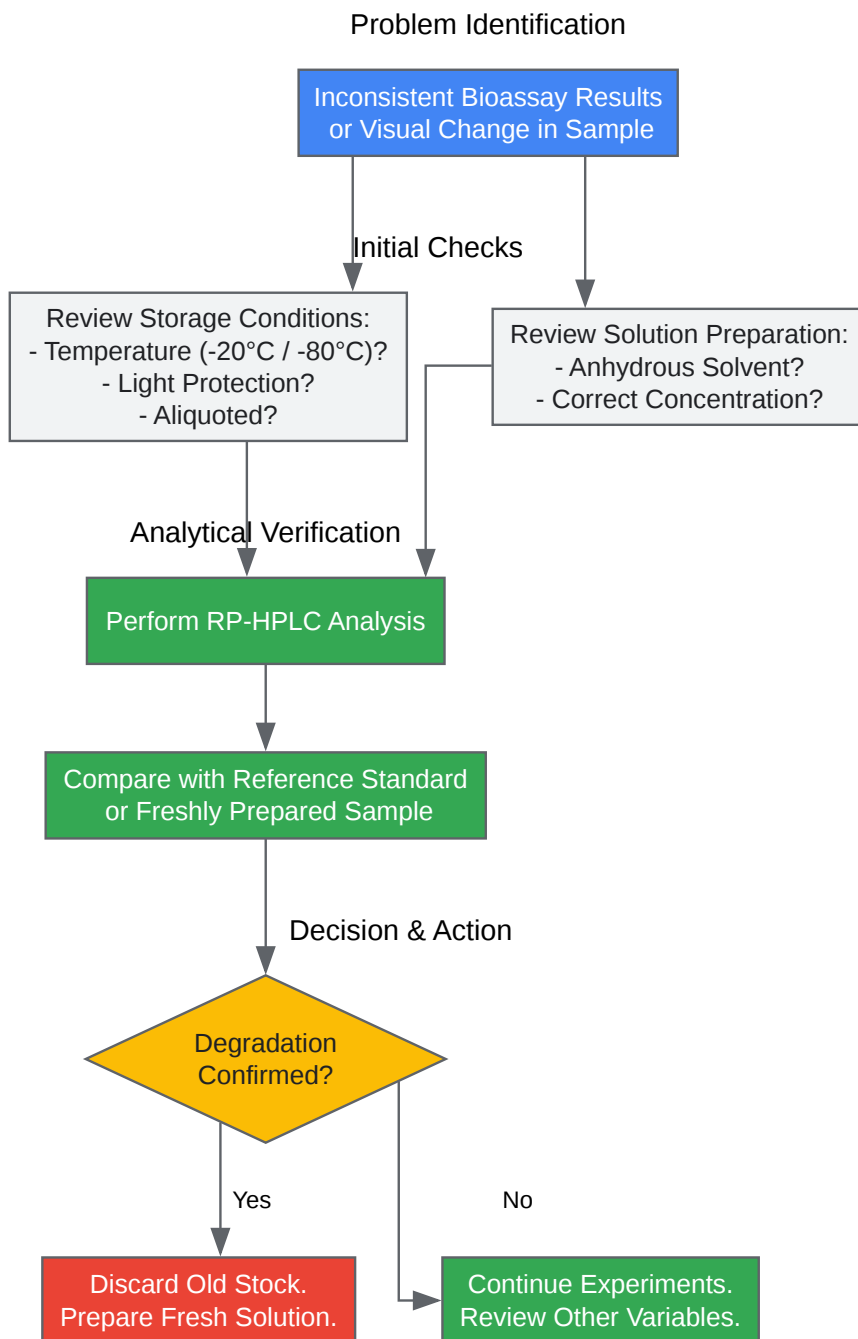 Problem Identification
Inconsistent Bioassay Results
or Visual Change in Sample
Initial Checks
Review Storage Conditions:
- Temperature (-20°C / -80°C)?
- Light Protection?
- Aliquoted?
Review Solution Preparation:
- Anhydrous Solvent?
- Correct Concentration?
Analytical Verification
Perform RP-HPLC Analysis
Compare with Reference Standard
or Freshly Prepared Sample
Decision & Action
Degradation
Confirmed?
Yes
No
Discard Old Stock.
Prepare Fresh Solution.
Continue Experiments.
Review Other Variables.